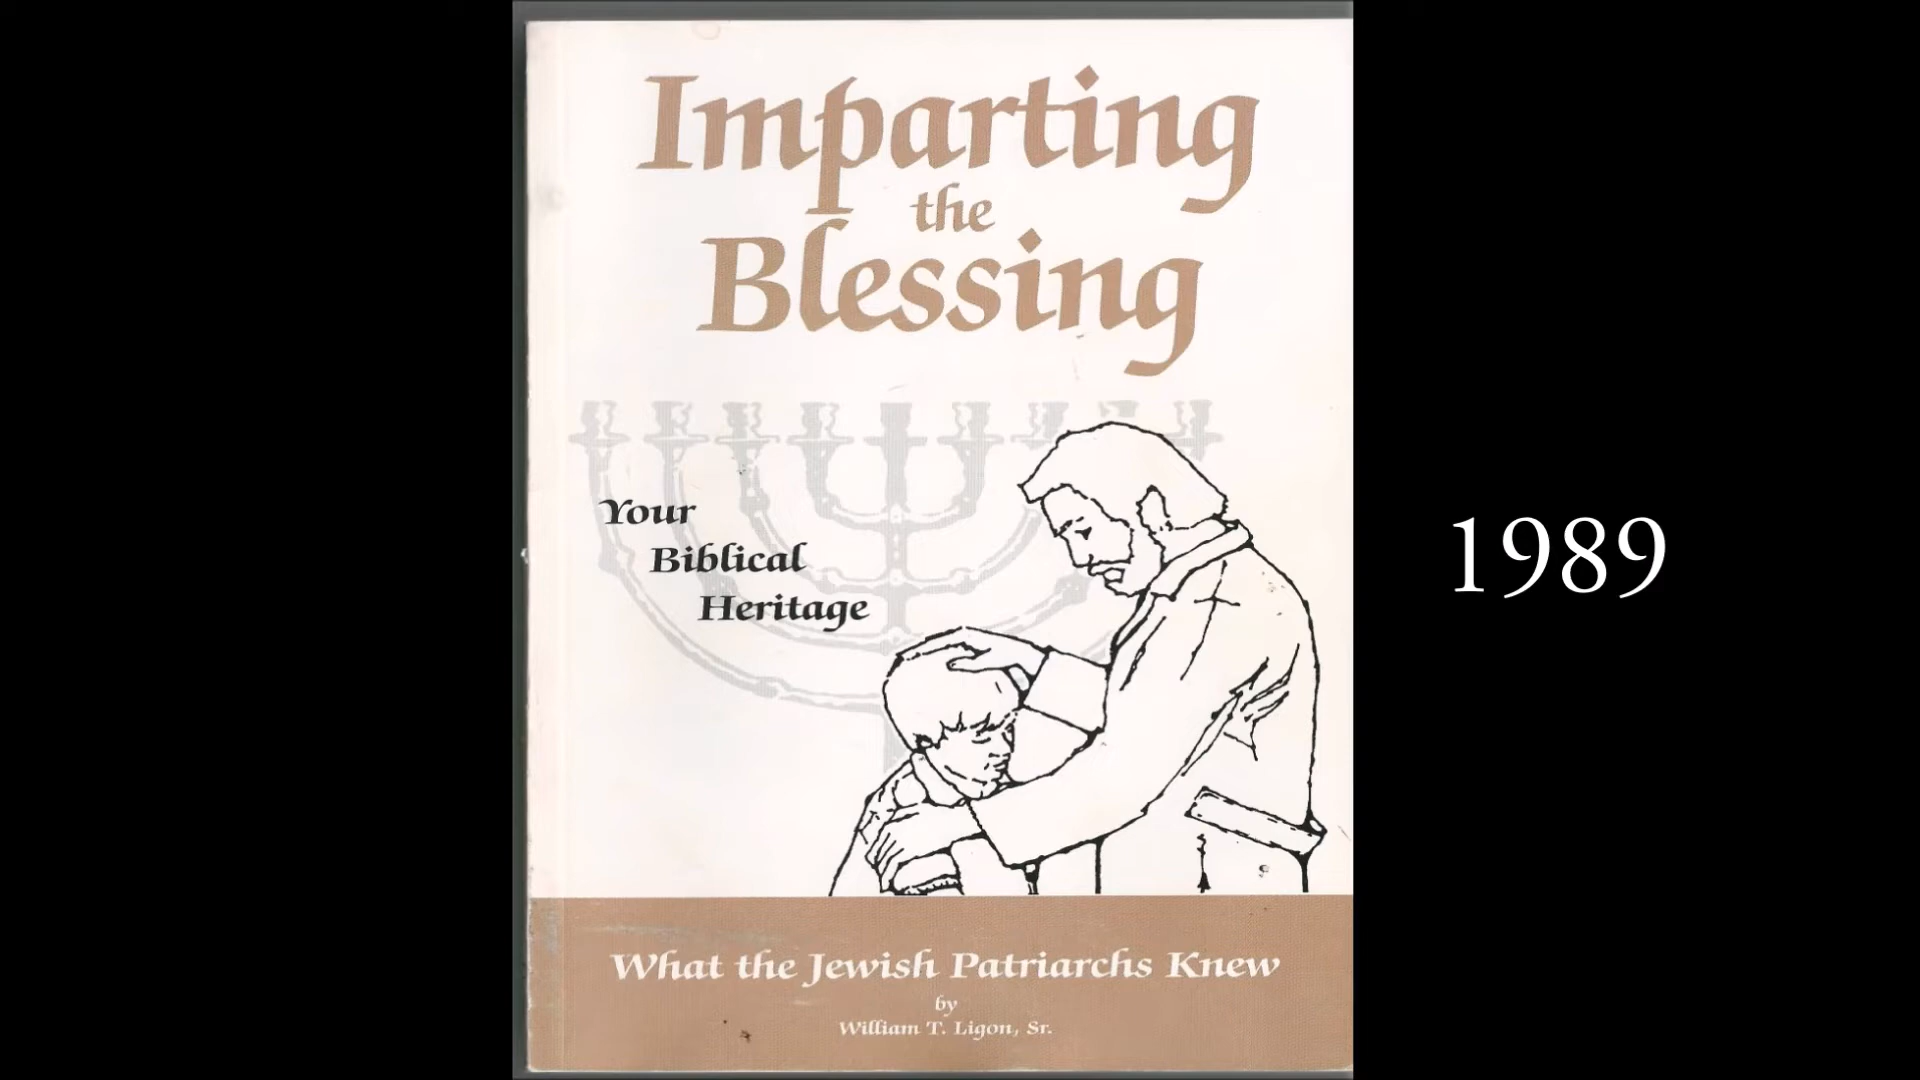 Imparting
the
Blessing
Your
Biblical
Heritage
1989
What the Jewish Patriarchs Knew
by
William T. Ligon, Sr.